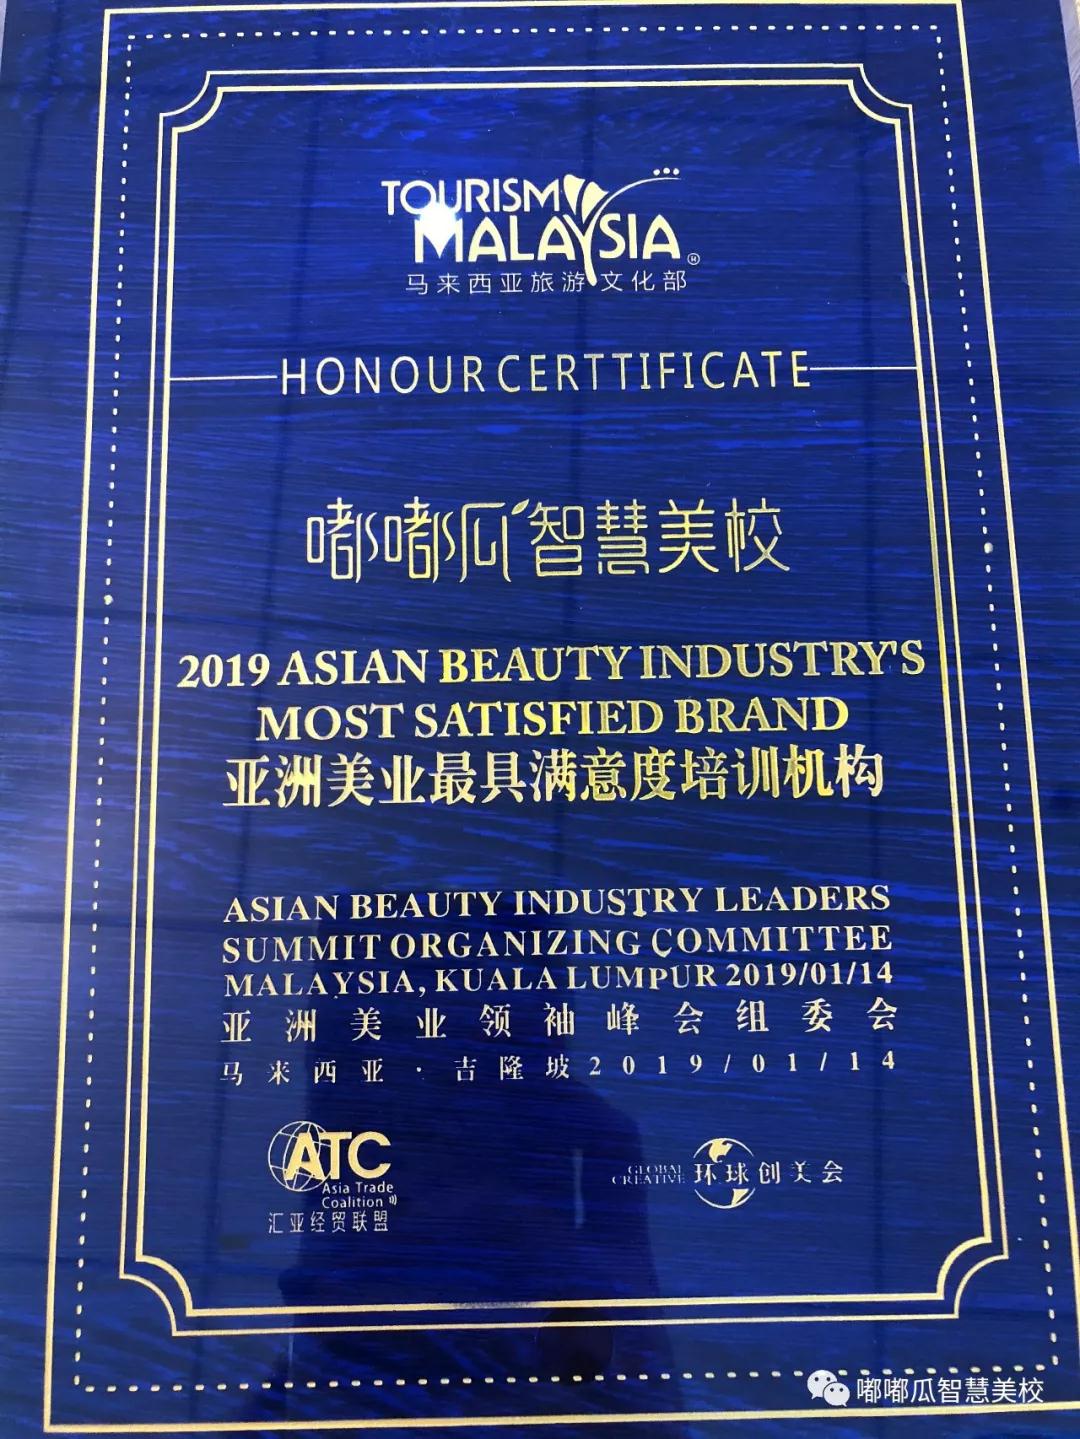 TOURISM
MALAYSIA
马来西亚旅游 文化部
HONOUR CERTTIFICATE
嘟嘟瓜智慧美校
2019 ASIAN BEAUTY INDUSTRY'S
MOST SATISFIED BRAND
亚洲美业最具满意度培训机构
ASIAN BEAUTY INDUSTRY LEADERS
SUMMIT ORGANIZING COMMITTEE
MALAYSIA, KUALA LUMPUR 2019/01/14
亚洲美业领袖峰会组委会
马来西亚·吉隆坡2019/01/14
ATC
Asia Trade
Coalition
汇亚经贸联盟
GLOBAL
CREATIVE
环球创美会
嘟嘟瓜智慧美校